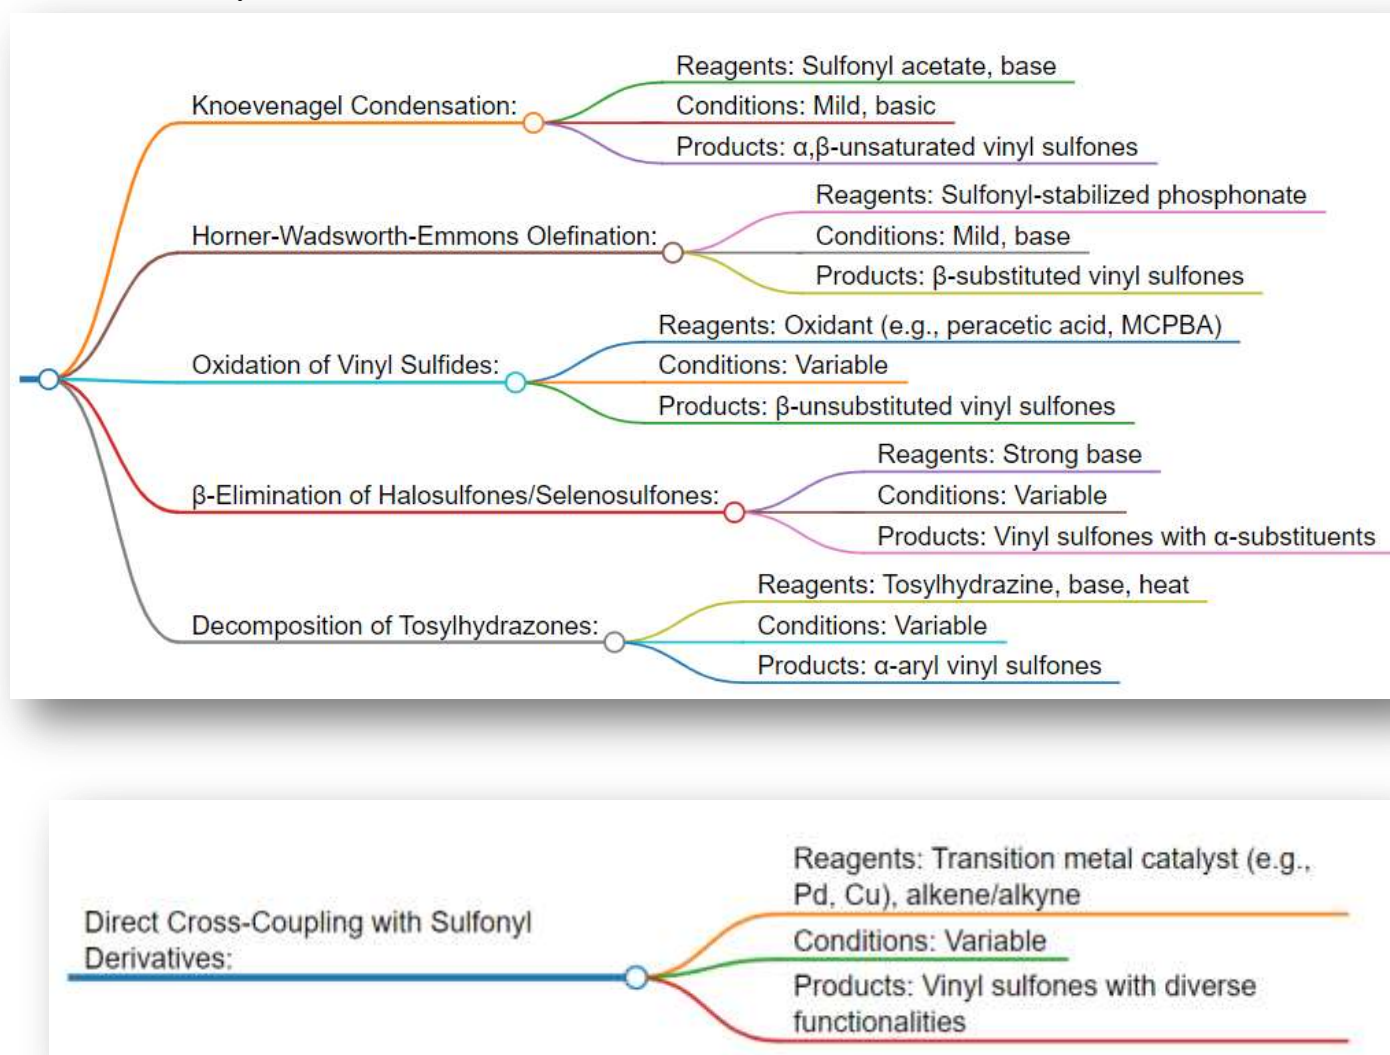 Knoevenagel Condensation:
Reagents: Sulfonyl acetate, base
Conditions: Mild, basic
Products: α,β-unsaturated vinyl sulfones
Horner-Wadsworth-Emmons Olefination:
Reagents: Sulfonyl-stabilized phosphonate
Conditions: Mild, base
Products: β-substituted vinyl sulfones
Oxidation of Vinyl Sulfides:
Reagents: Oxidant (e.g., peracetic acid, MCPBA)
Conditions: Variable
Products: β-unsubstituted vinyl sulfones
β-Elimination of Halosulfones/Selenosulfones:
Reagents: Strong base
Conditions: Variable
Products: Vinyl sulfones with α-substituents
Decomposition of Tosylhydrazones:
Reagents: Tosylhydrazine, base, heat
Conditions: Variable
Products: α-aryl vinyl sulfones
Direct Cross-Coupling with Sulfonyl
Derivatives:
Reagents: Transition metal catalyst (e.g.,
Pd, Cu), alkene/alkyne
Conditions: Variable
Products: Vinyl sulfones with diverse
functionalities